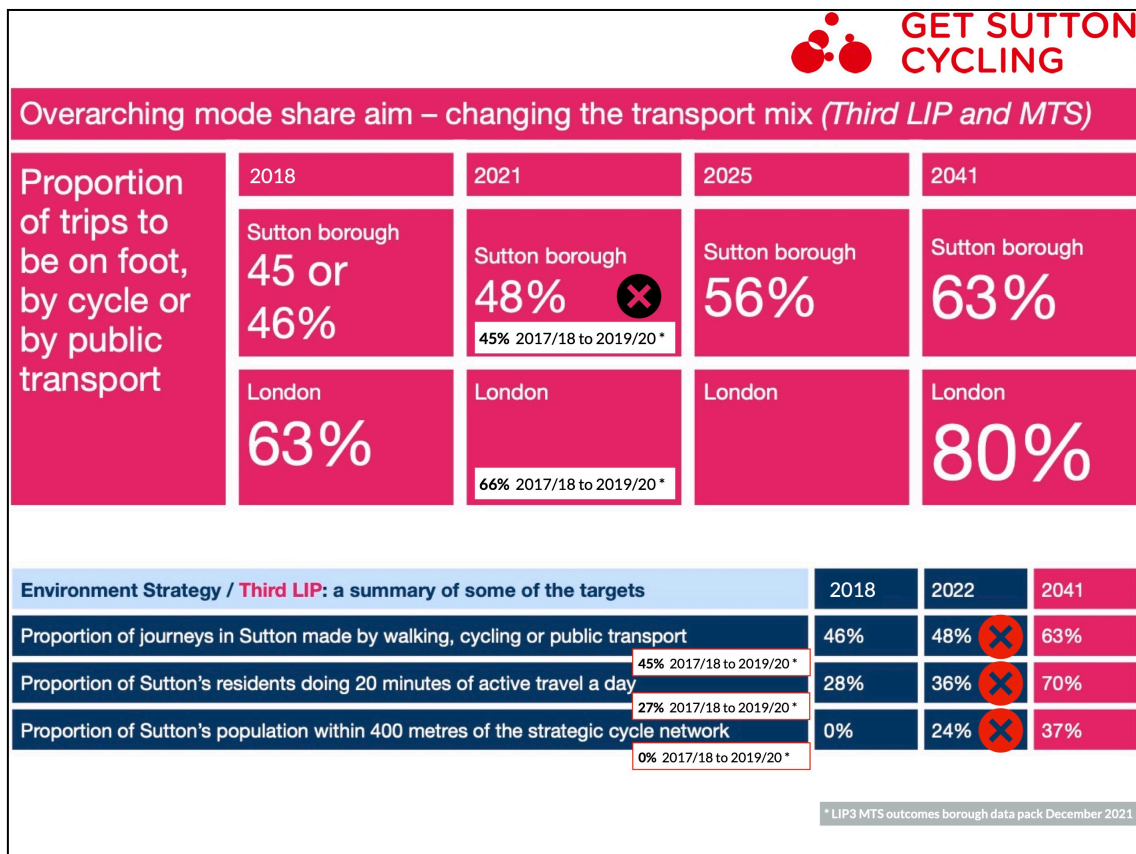 GET SUTTON
CYCLING
Overarching mode share aim – changing the transport mix (Third LIP and MTS)
Proportion
of trips to
be on foot,
by cycle or
by public
transport
2018
2021
2025
2041
Sutton borough
45 or
46%
Sutton borough
48%
45% 2017/18 to 2019/20 *
Sutton borough
56%
Sutton borough
63%
London
63%
London
66% 2017/18 to 2019/20 *
London
London
80%
Environment Strategy / Third LIP: a summary of some of the targets
2018
2022
2041
Proportion of journeys in Sutton made by walking, cycling or public transport
46%
48%
63%
45% 2017/18 to 2019/20 *
Proportion of Sutton's residents doing 20 minutes of active travel a day
28%
36%
70%
27% 2017/18 to 2019/20 *
Proportion of Sutton's population within 400 metres of the strategic cycle network
0%
24%
37%
0% 2017/18 to 2019/20 *
* LIP3 MTS outcomes borough data pack December 2021